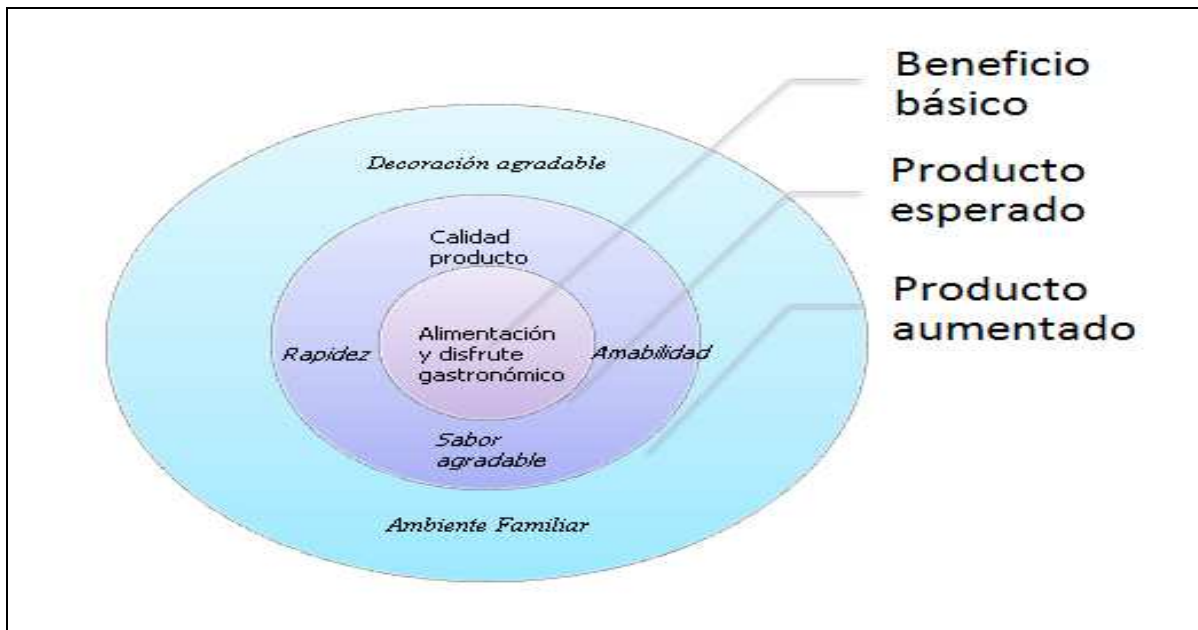 Beneficio
básico
Decoración agradable
Producto
esperado
Calidad
producto
Producto
aumentado
Alimentación
y disfrute
gastronómico
Rapidez
Amabilidad
Sabor
agradable
Ambiente Familiar